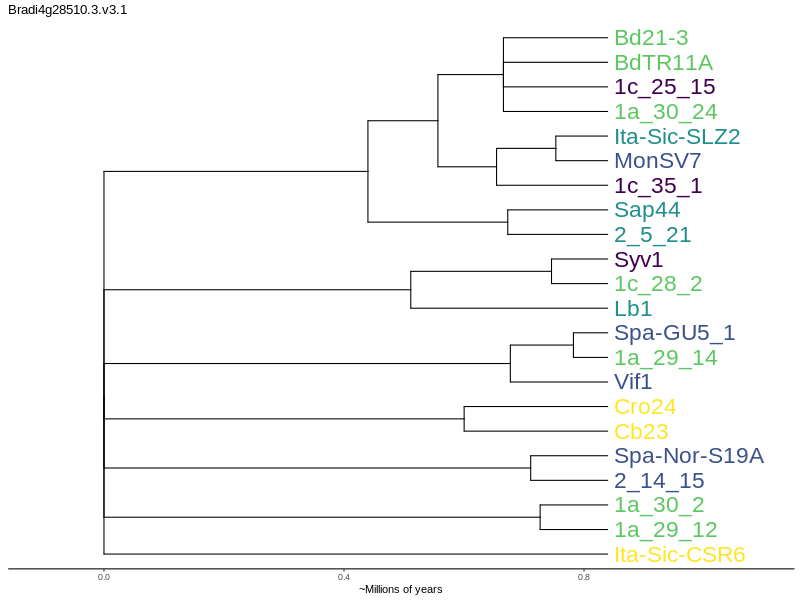 Bradi4g28510.3.v3.1
Bd21-3
BdTR11A
1c_25_15
1a_30_24
Ita-Sic-SLZ2
MonSV7
1c_35_1
Sap44
2_5_21
Syv1
1c_28_2
Lb1
Spa-GU5_1
1a_29_14
Vif1
Cro24
Cb23
Spa-Nor-S19A
2_14_15
1a_30_2
1a_29_12
Ita-Sic-CSR6
0.0 0.4 0.8
~Millions of years